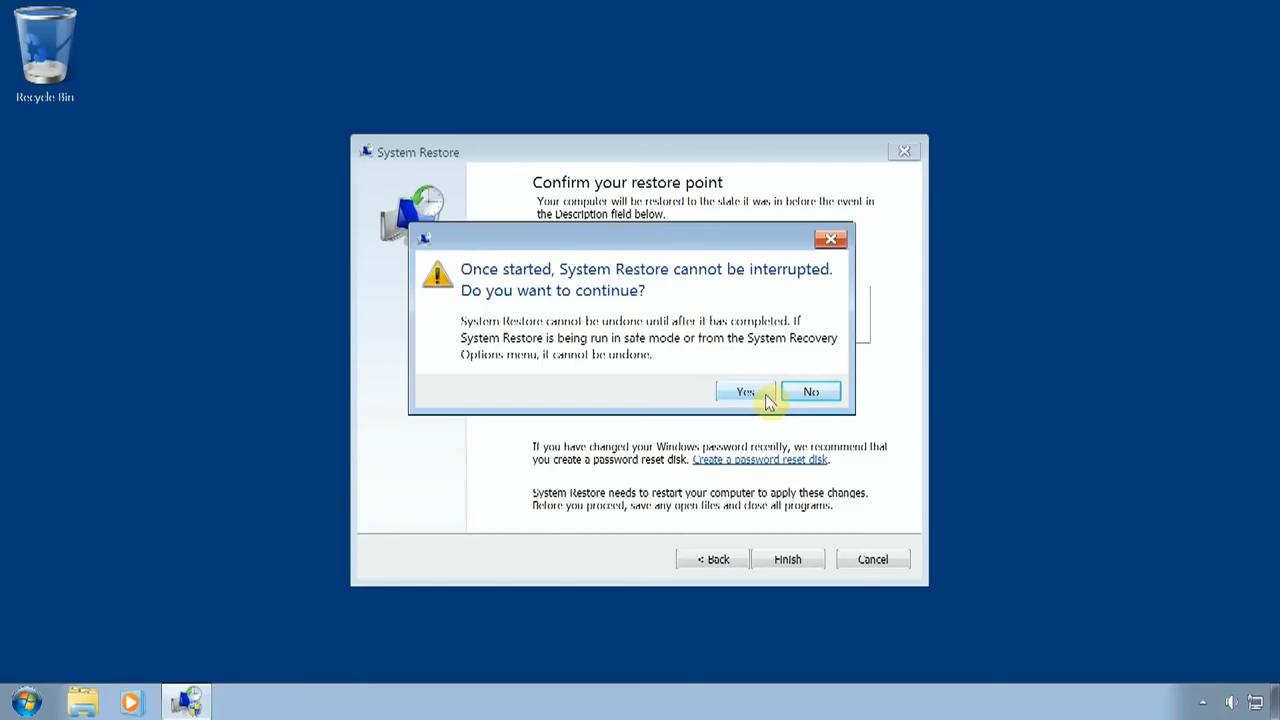 Recycle Bin
System Restore
Confirm your restore point
Your computer will be restored to the state it was in before the event in
the Description field below.
Once started, System Restore cannot be interrupted.
Do you want to continue?
System Restore cannot be undone until after it has completed. If
System Restore is being run in safe mode or from the System Recovery
Options menu, it cannot be undone.
Yes
No
If you have changed your Windows password recently, we recommend that
you create a password reset disk. Create a password reset disk.
System Restore needs to restart your computer to apply these changes.
Before you proceed, save any open files and close all programs.
< Back
Finish
Cancel